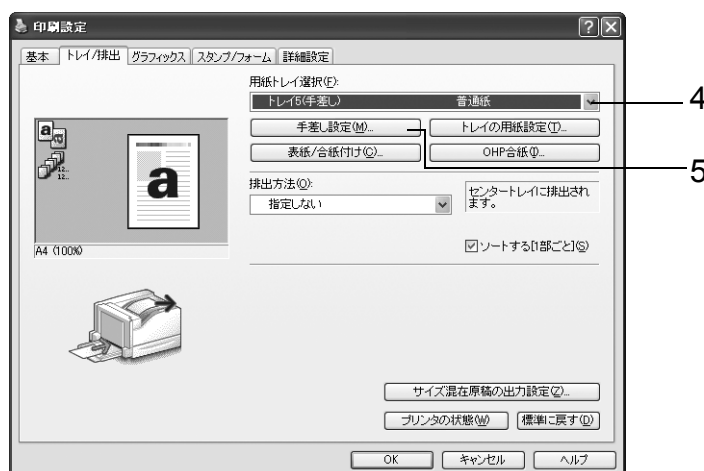 印刷設定
基本 トレイ/排出 グラフィックス スタンプ/フォーム 詳細設定
用紙トレイ選択(F):
トレイ5(手差し) 普通紙
4
手差し設定(M)... トレイの用紙設定(T)...
5
表紙/合紙付け(C)... OHP合紙(I)...
排出方法(O):
指定しない
センタートレイに排出され
ます。
ソートする[1部ごと](S)
a
12..
12..
a
A4 (100%)
サイズ混在原稿の出力設定(Z)...
プリンタの状態(W) 標準に戻す(D)
OK キャンセル ヘルプ